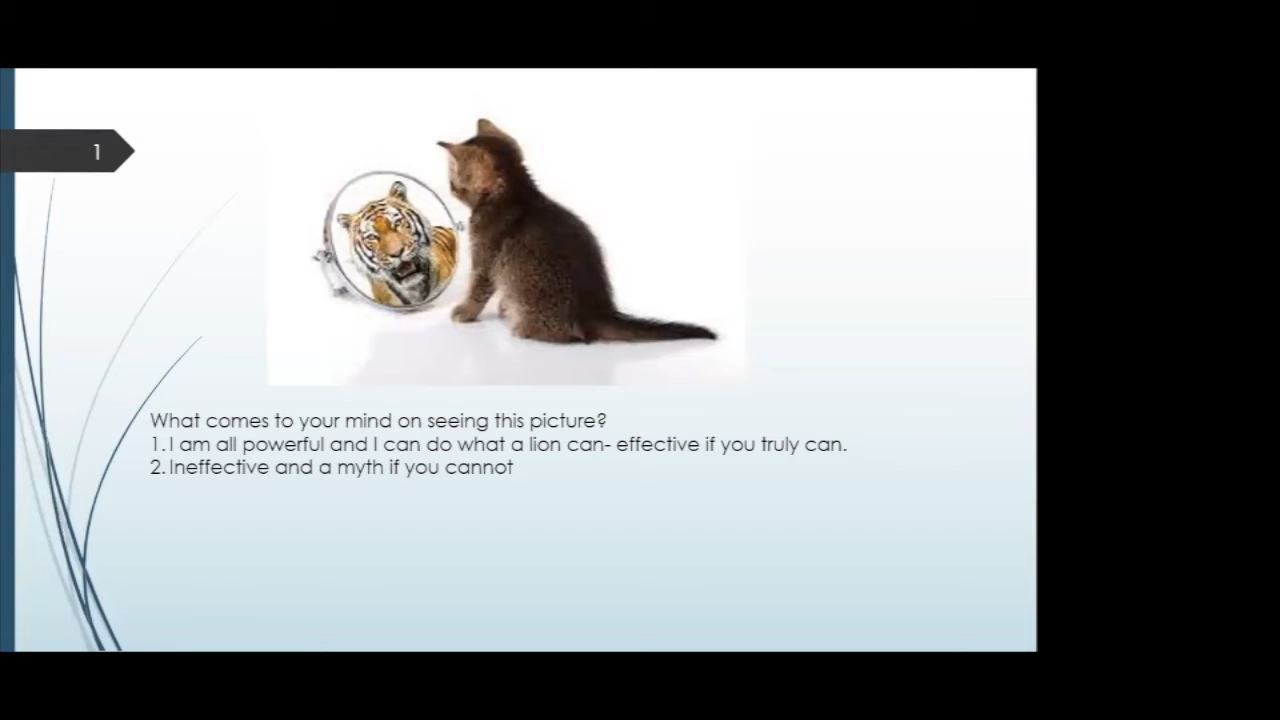 1
What comes to your mind on seeing this picture?
1. I am all powerful and I can do what a lion can- effective if you truly can.
2. Ineffective and a myth if you cannot